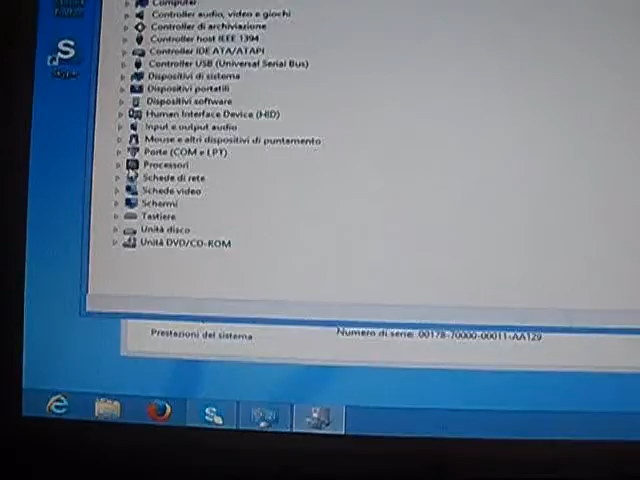 Computer
Controller audio, video e giochi
Controller di archiviazione
Controller host IEEE 1394
Controller IDE ATA/ATAPI
Controller USB (Universal Serial Bus)
Dispositivi di sistema
Dispositivi portatili
Dispositivi software
Human Interface Device (HID)
Input e output audio
Mouse e altri dispositivi di puntamento
Porte (COM e LPT)
Processori
Schede di rete
Schede video
Schermi
Tastiere
Unità disco
Unità DVD/CD-ROM
Skype
Prestazioni del sistema
Numero di serie: 00178-70000-00011-AA129